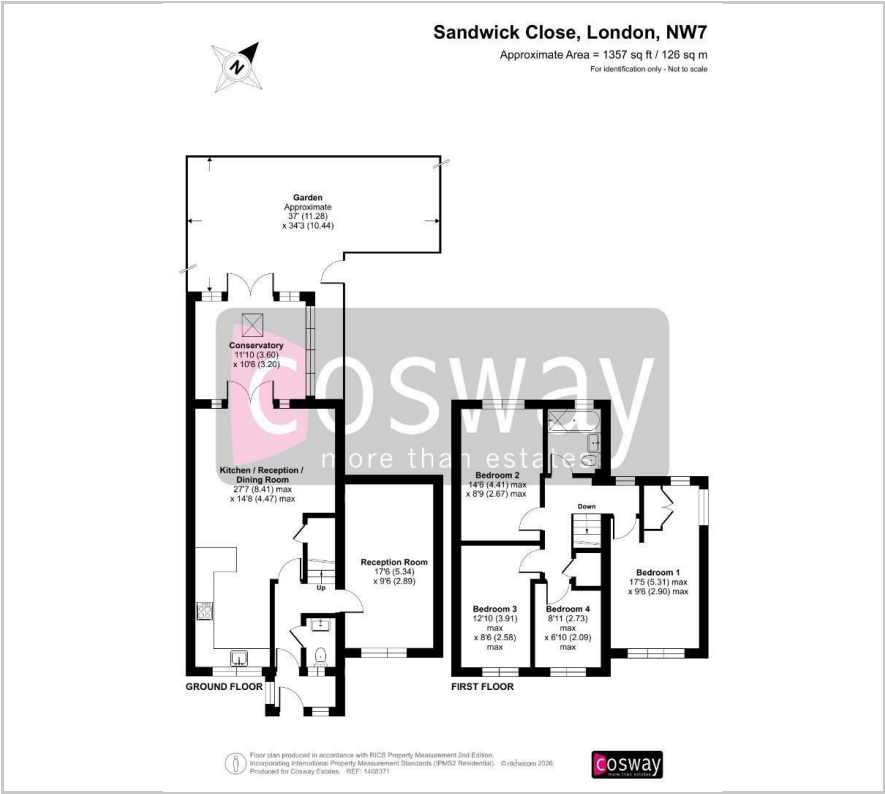 Sandwick Close, London, NW7
Approximate Area = 1357 sq ft / 126 sq m
For identification only - Not to scale
N
Garden
Approximate
37' (11.28)
x 34'3 (10.44)
Conservatory
11'10 (3.60)
x 10'6 (3.20)
cosway
more than estates
Kitchen / Reception /
Dining Room
27'7 (8.41) max
x 14'8 (4.47) max
Bedroom 2
14'6 (4.41) max
x 8'9 (2.67) max
Down
Reception Room
17'6 (5.34)
x 9'6 (2.89)
Up
Bedroom 1
17'5 (5.31) max
x 9'6 (2.90) max
Bedroom 3
12'10 (3.91)
max
x 8'6 (2.58)
max
Bedroom 4
8'11 (2.73)
max
x 6'10 (2.09)
max
GROUND FLOOR
FIRST FLOOR
Floor plan produced in accordance with RICS Property Measurement 2nd Edition,
Incorporating International Property Measurement Standards (IPMS2 Residential). © nichecom 2026
Produced for Cosway Estates. REF: 1408371
cosway
more than estates